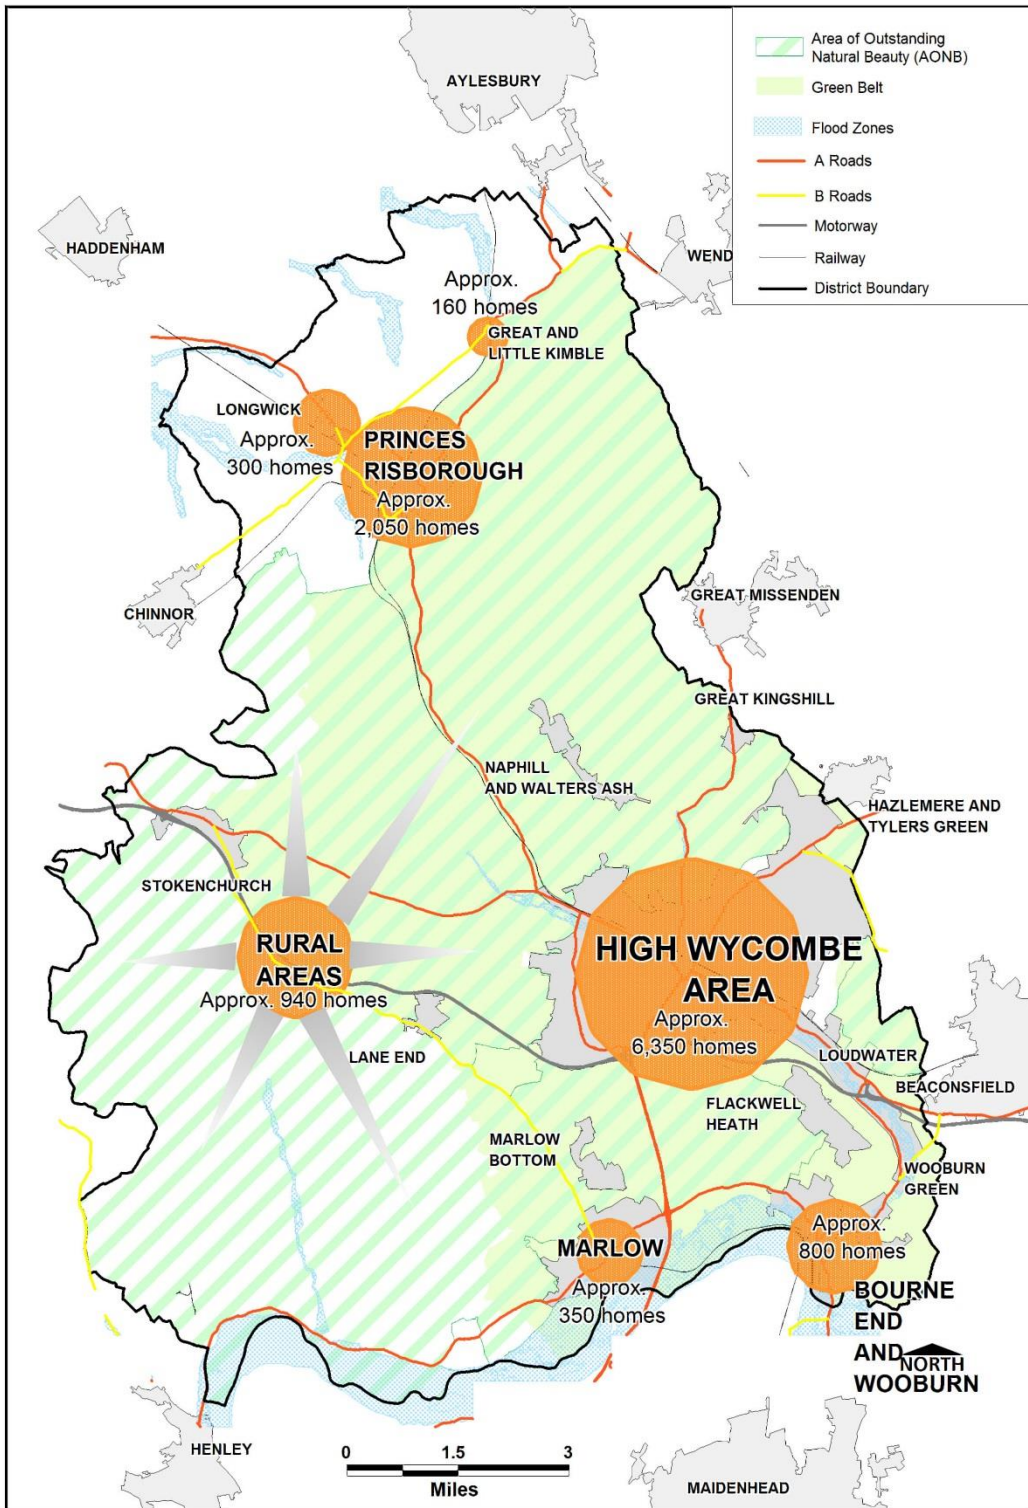 AYLESBURY
Area of Outstanding
Natural Beauty (AONB)
Green Belt
Flood Zones
A Roads
B Roads
Motorway
Railway
District Boundary
HADDENHAM
WEND
Approx.
160 homes
GREAT AND
LITTLE KIMBLE
LONGWICK
Approx.
300 homes
PRINCES
RISBOROUGH
Approx.
2,050 homes
CHINNOR
GREAT MISSENDEN
GREAT KINGSHILL
NAPHILL
AND WALTERS ASH
HAZLEMERE AND
TYLERS GREEN
STOKENCHURCH
RURAL
AREAS
Approx. 940 homes
HIGH WYCOMBE
AREA
Approx.
6,350 homes
LANE END
LOUDWATER
BEACONSFIELD
FLACKWELL
HEATH
MARLOW
BOTTOM
WOOBURN
GREEN
MARLOW
Approx.
350 homes
Approx.
800 homes
BOURNE
END
AND
WOOBURN
NORTH
HENLEY
0 1.5 3
Miles
MAIDENHEAD